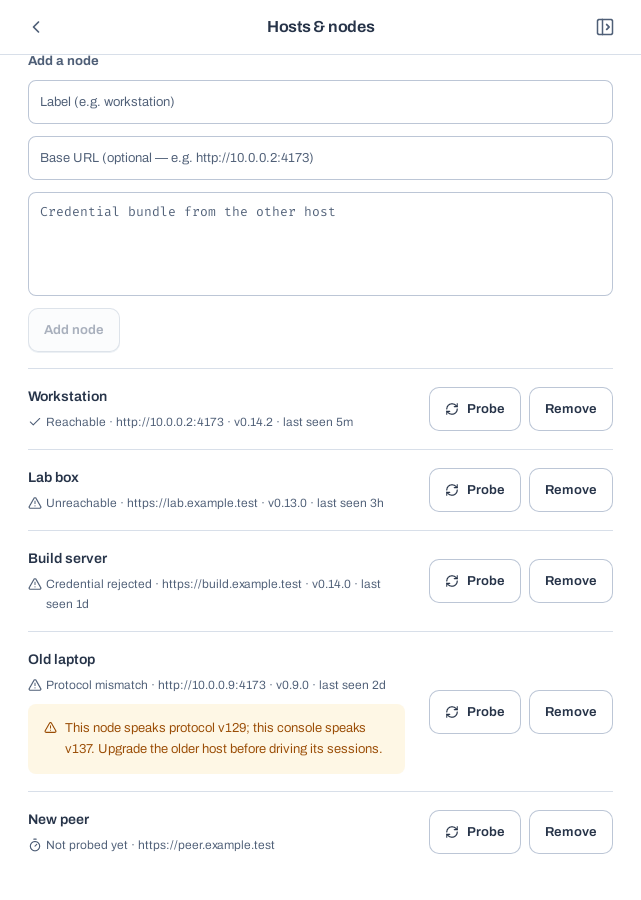 Hosts & nodes
Add a node
Label (e.g. workstation)
Base URL (optional — e.g. http://10.0.0.2:4173)
Credential bundle from the other host
Add node
Workstation
Reachable · http://10.0.0.2:4173 · v0.14.2 · last seen 5m
Probe
Remove
Lab box
Unreachable · https://lab.example.test · v0.13.0 · last seen 3h
Probe
Remove
Build server
Credential rejected · https://build.example.test · v0.14.0 · last
seen 1d
Probe
Remove
Old laptop
Protocol mismatch · http://10.0.0.9:4173 · v0.9.0 · last seen 2d
This node speaks protocol v129; this console speaks
v137. Upgrade the older host before driving its sessions.
Probe
Remove
New peer
Not probed yet · https://peer.example.test
Probe
Remove